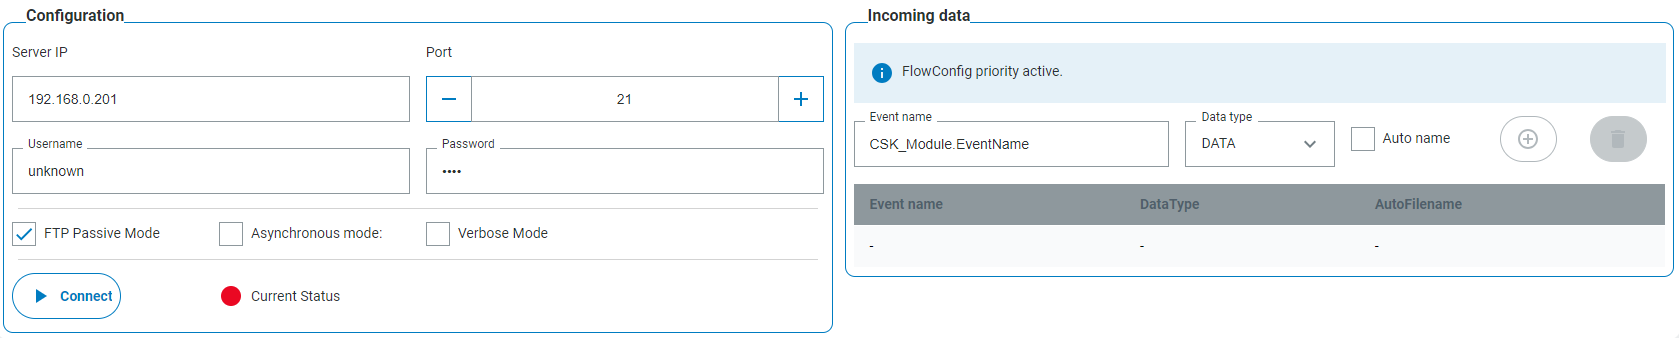 Configuration
Server IP
Port
192.168.0.201
21
Username
unknown
Password
••••
FTP Passive Mode
Asynchronous mode:
Verbose Mode
Connect
Current Status
Incoming data
FlowConfig priority active.
Event name
CSK_Module.EventName
Data type
DATA
Auto name
Event name DataType AutoFilename
- - -